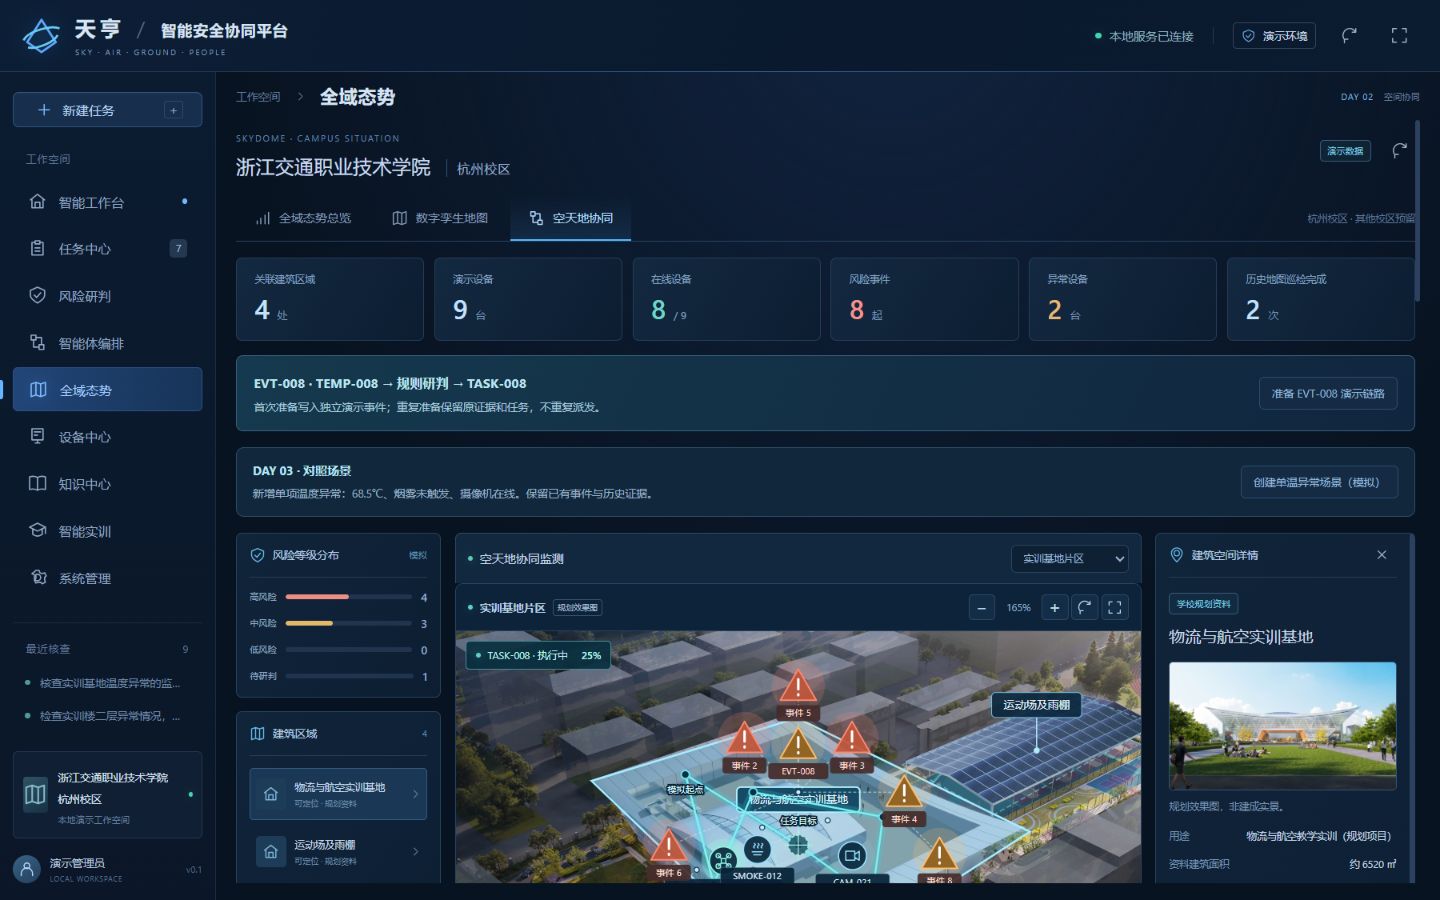 天亨 / 智能安全协同平台
SKY · AIR · GROUND · PEOPLE
本地服务已连接
演示环境
新建任务 +
工作空间
智能工作台
任务中心 7
风险研判
智能体编排
全域态势
设备中心
知识中心
智能实训
系统管理
最近核查 9
核查实训基地温度异常的监...
检查实训楼二层异常情况，...
浙江交通职业技术学院
杭州校区
本地演示工作空间
演示管理员
LOCAL WORKSPACE
v0.1
工作空间 > 全域态势
DAY 02 空间协同
SKYDOME · CAMPUS SITUATION
浙江交通职业技术学院 | 杭州校区
演示数据
全域态势总览
数字孪生地图
空天地协同
杭州校区 · 其他校区预留
关联建筑区域
4 处
演示设备
9 台
在线设备
8 / 9
风险事件
8 起
异常设备
2 台
历史地图巡检完成
2 次
EVT-008 · TEMP-008 → 规则研判 → TASK-008
首次准备写入独立演示事件；重复准备保留原证据和任务，不重复派发。
准备 EVT-008 演示链路
DAY 03 · 对照场景
新增单项温度异常：68.5℃、烟雾未触发、摄像机在线。保留已有事件与历史证据。
创建单温异常场景（模拟）
风险等级分布 模拟
高风险 4
中风险 3
低风险 0
待研判 1
建筑区域 4
物流与航空实训基地
可定位 · 规划资料
运动场及雨棚
可定位 · 规划资料
空天地协同监测
实训基地片区
实训基地片区 规划效果图
− 165% +
TASK-008 · 执行中 25%
事件 5
运动场及雨棚
事件 2
EVT-008
事件 3
模拟起点
物流与航空实训基地
事件 4
任务目标
事件 6
SMOKE-012
CAM-021
事件 8
建筑空间详情
学校规划资料
物流与航空实训基地
规划效果图，非建成实景。
用途 物流与航空教学实训（规划项目）
资料建筑面积 约 6520 ㎡